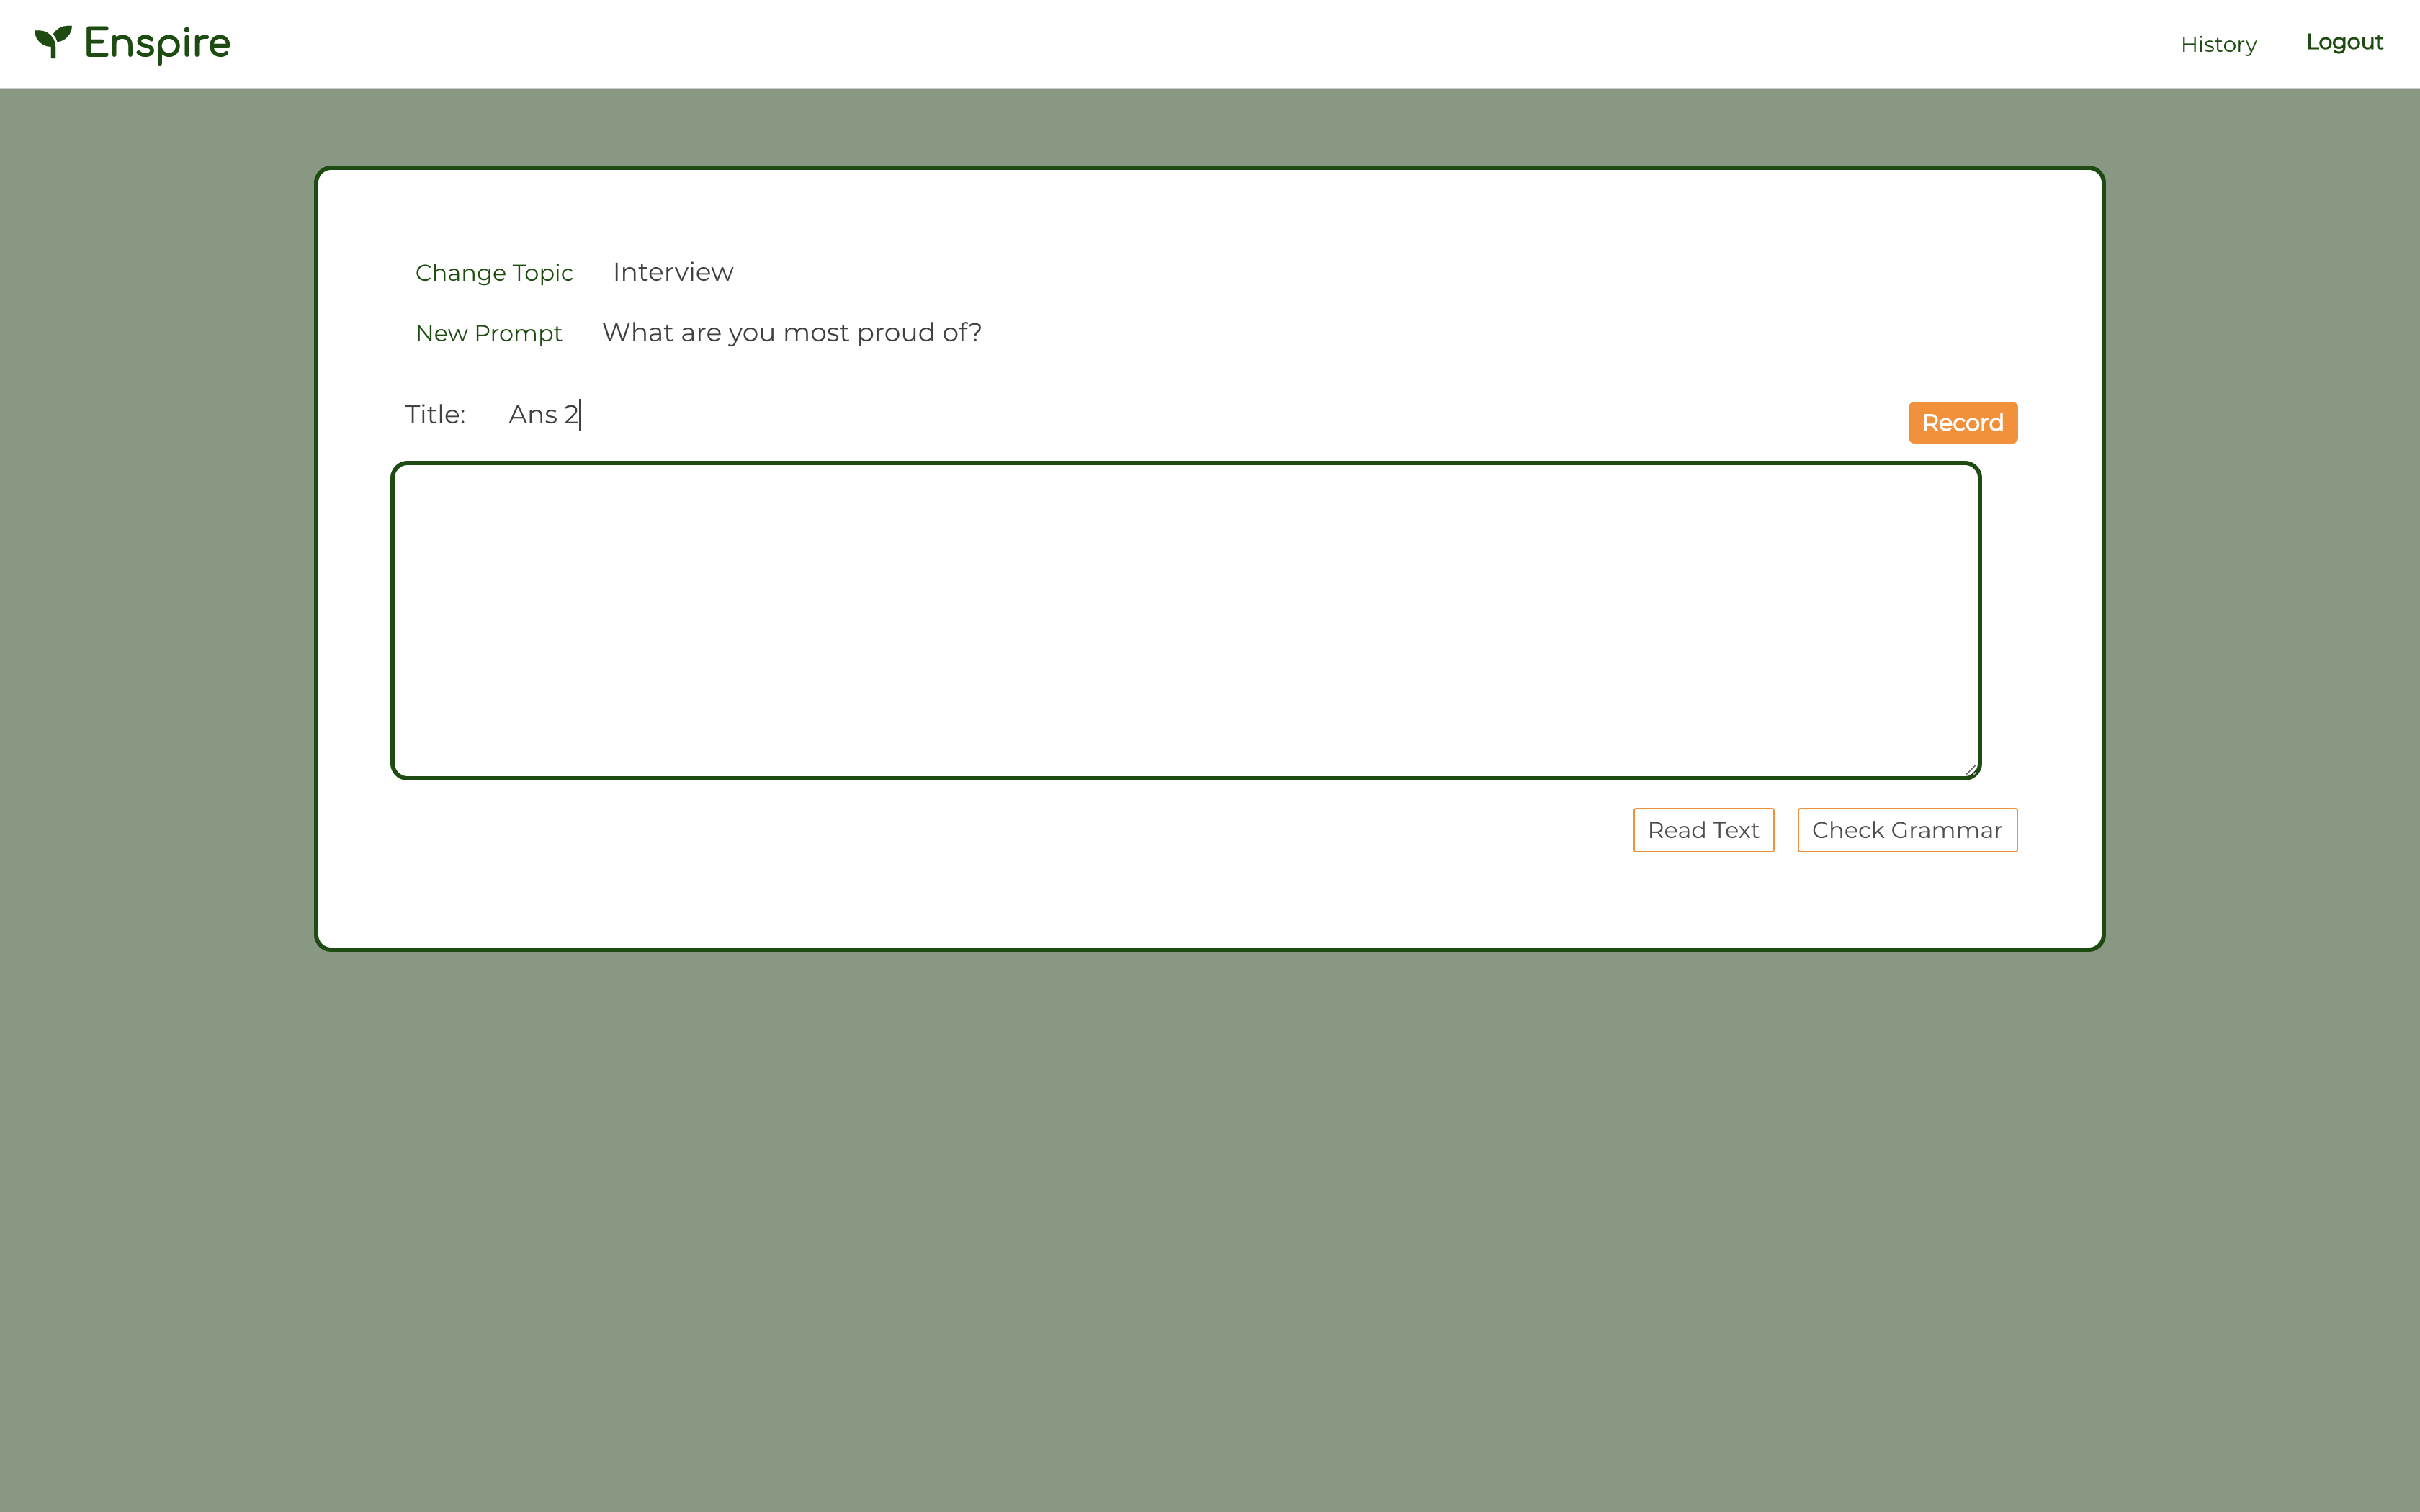 Enspire
History Logout
Change Topic Interview
New Prompt What are you most proud of?
Title: Ans 2
Record
Read Text Check Grammar